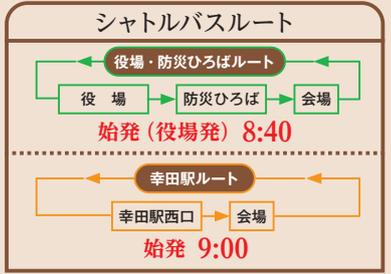 シャトルバスルート
役場・防災ひろばルート
役 場 防災ひろば 会場
始発（役場発） 8:40
幸田駅ルート
幸田駅西口 会場
始発 9:00